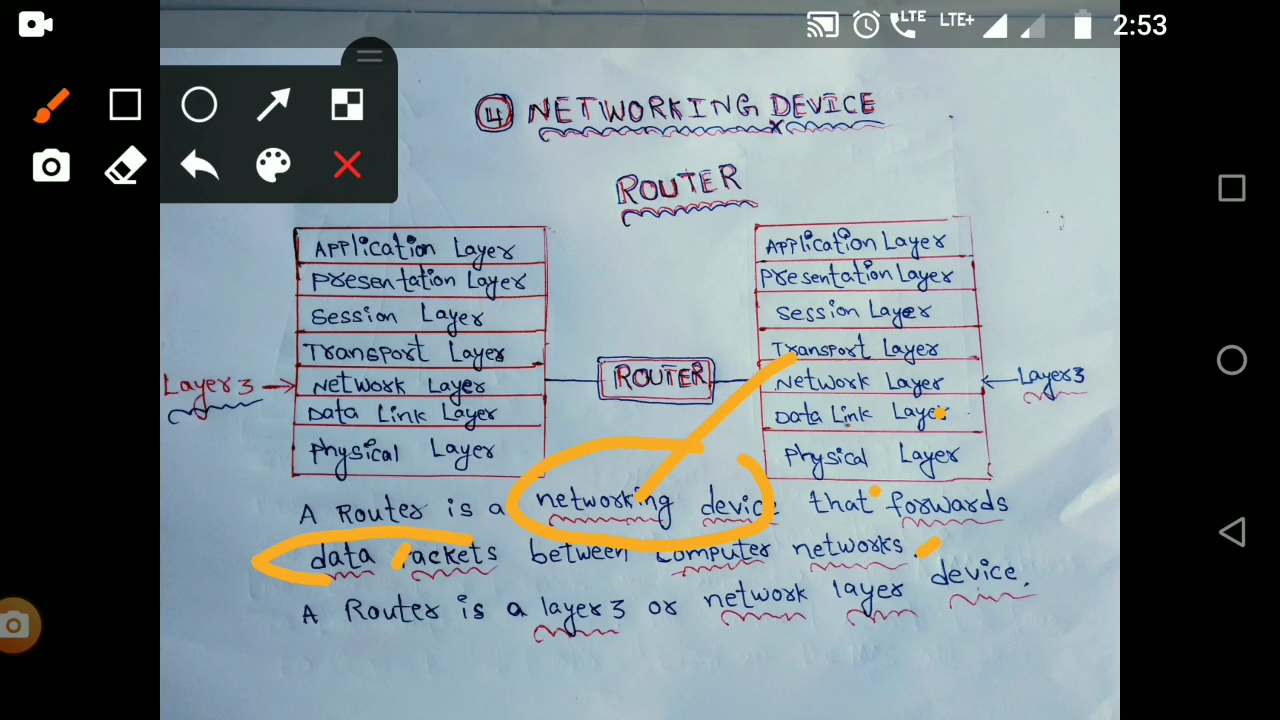 LTE LTE+ 2:53
4 NETWORKING DEVICE
ROUTER
Application Layer
Presentation Layer
Session Layer
Transport Layer
Layer 3
Network Layer
Data Link Layer
Physical Layer
ROUTER
Application Layer
Presentation Layer
Session Layer
Transport Layer
Network Layer
Layer 3
Data Link Layer
Physical Layer
A Router is a networking device that forwards
data packets between computer networks.
A Router is a layer 3 or network layer device.